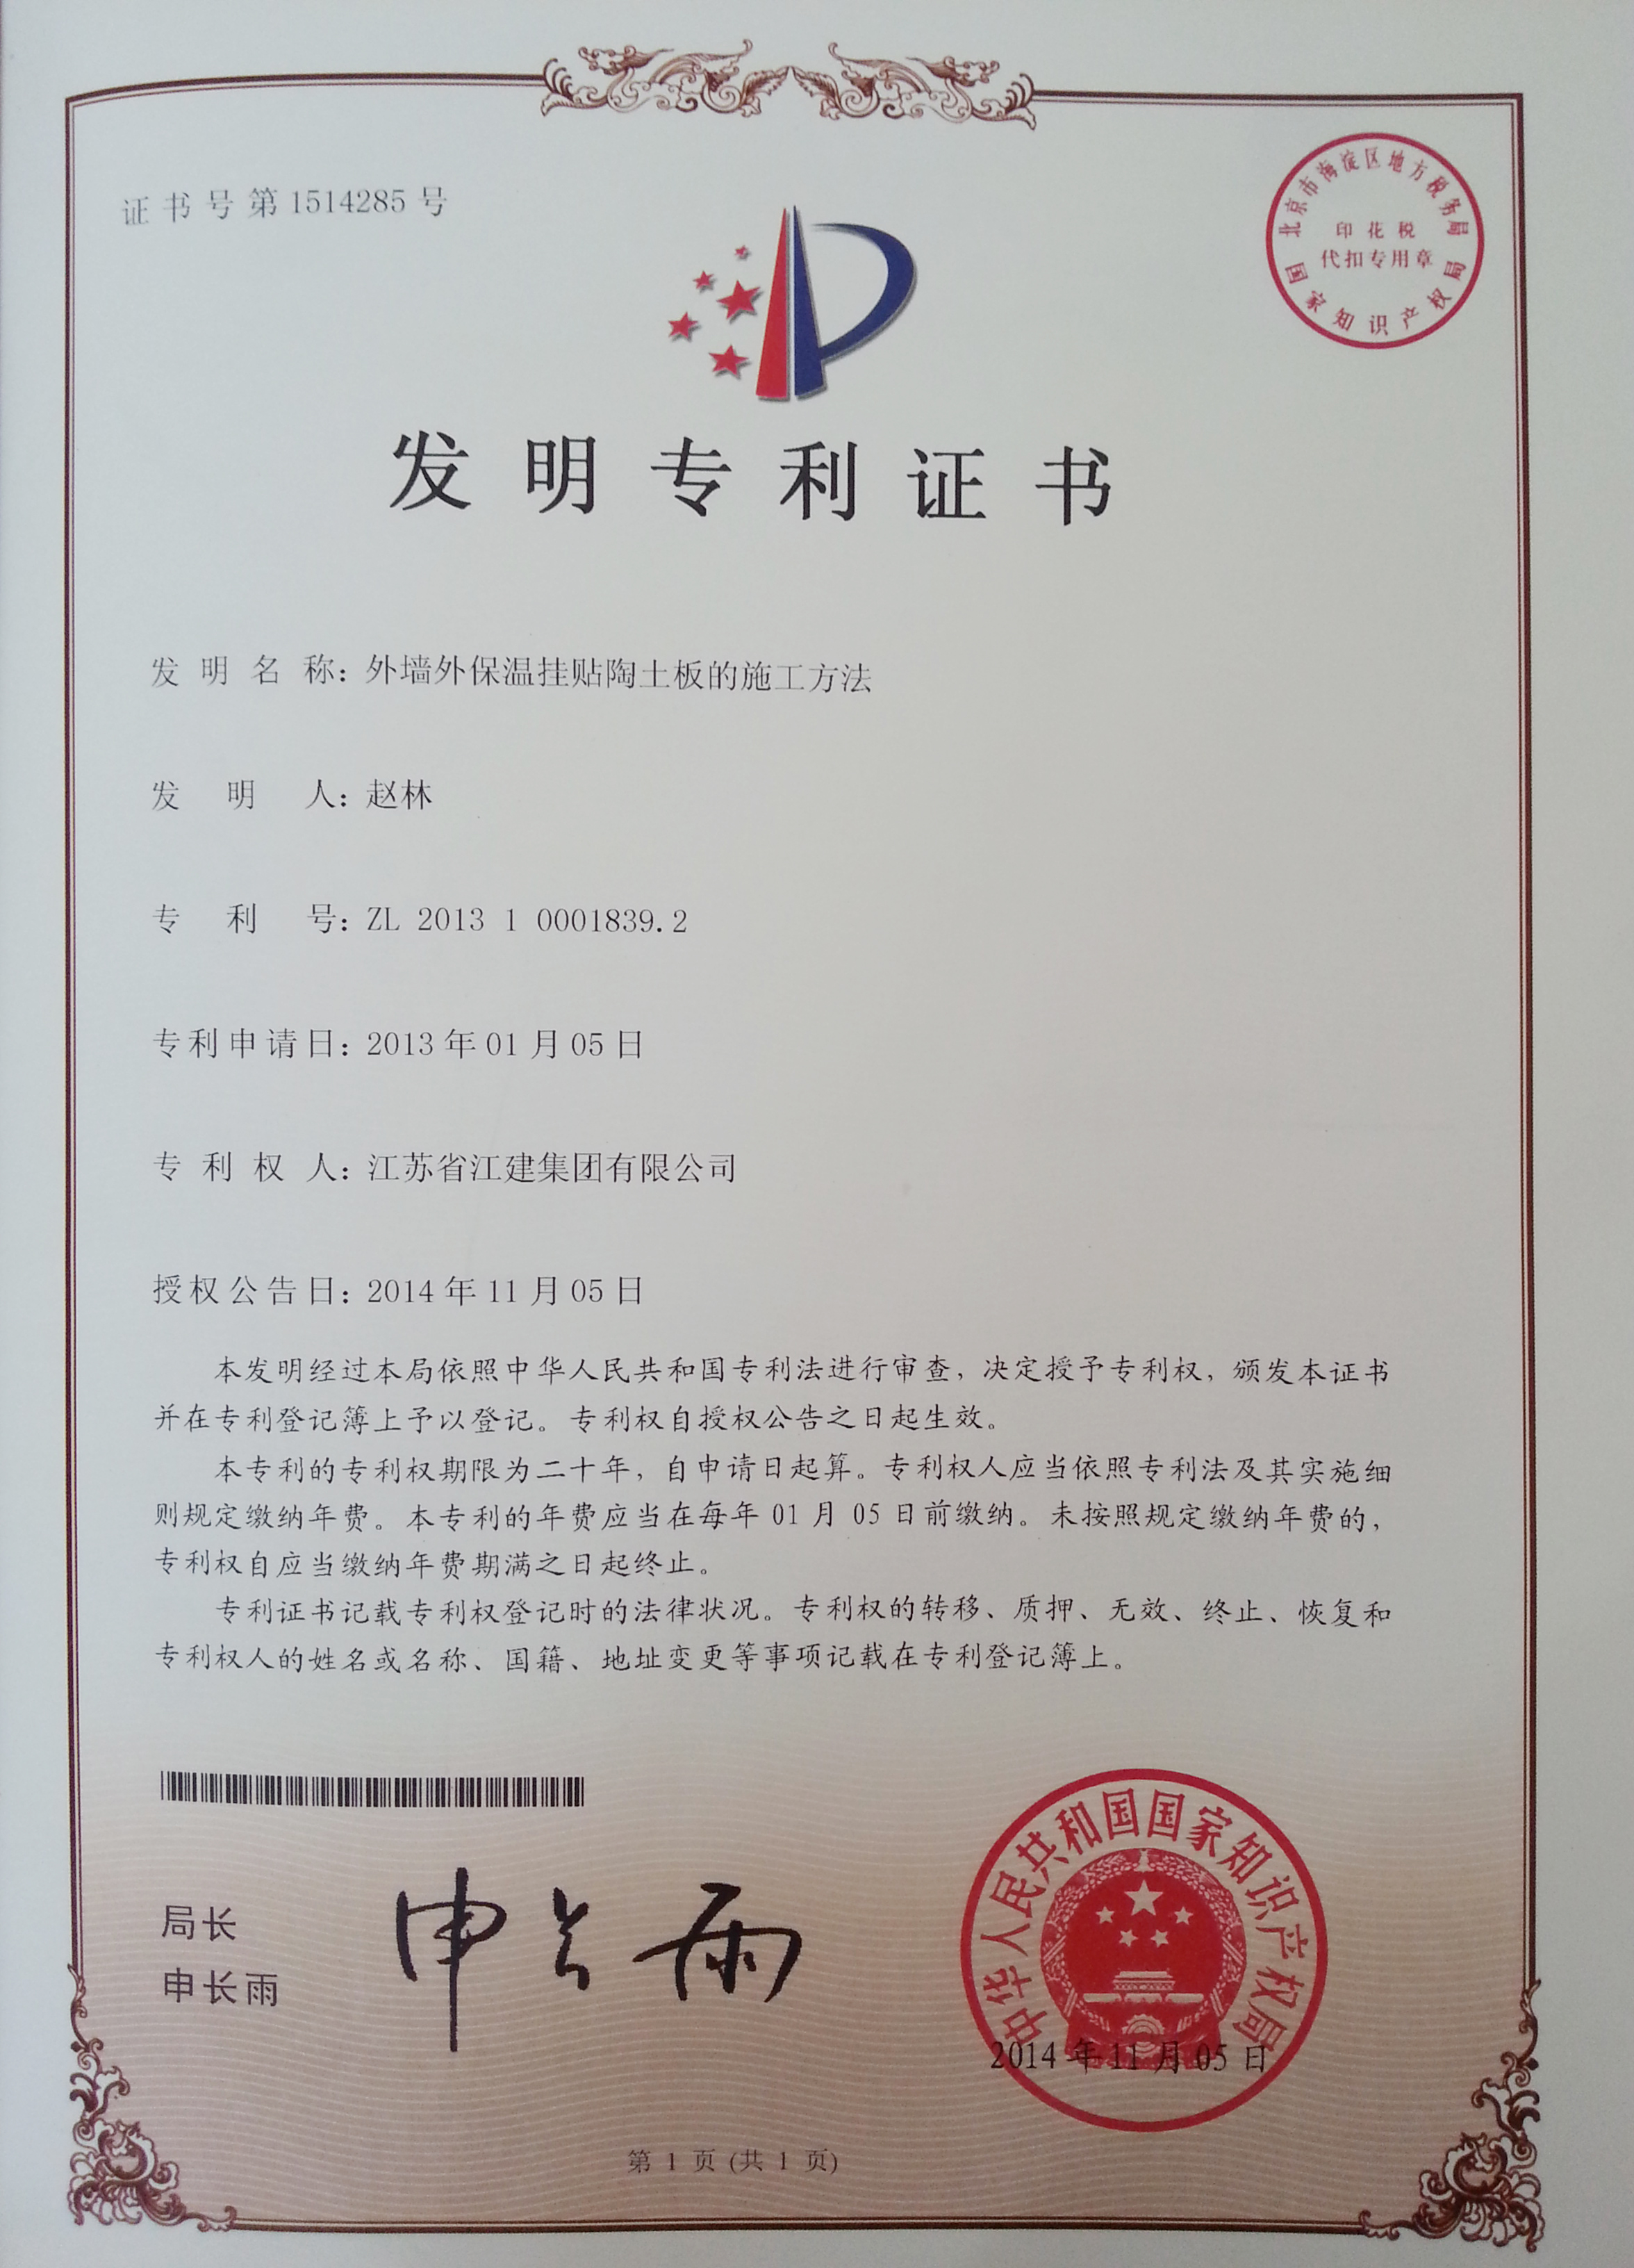 证书号第1514285号
北京市海淀区地方税务局
印花税
代扣专用章
国家知识产权局
发明专利证书
发明名称：外墙外保温挂贴陶土板的施工方法
发明人：赵林
专利号：ZL 2013 1 0001839.2
专利申请日：2013年01月05日
专利权人：江苏省江建集团有限公司
授权公告日：2014年11月05日
本发明经过本局依照中华人民共和国专利法进行审查，决定授予专利权，颁发本证书
并在专利登记簿上予以登记。专利权自授权公告之日起生效。
本专利的专利权期限为二十年，自申请日起算。专利权人应当依照专利法及其实施细
则规定缴纳年费。本专利的年费应当在每年 01 月 05 日前缴纳。未按照规定缴纳年费的，
专利权自应当缴纳年费期满之日起终止。
专利证书记载专利权登记时的法律状况。专利权的转移、质押、无效、终止、恢复和
专利权人的姓名或名称、国籍、地址变更等事项记载在专利登记簿上。
局长
申长雨
申长雨
中华人民共和国国家知识产权局
2014年11月05日
第 1 页 (共 1 页)